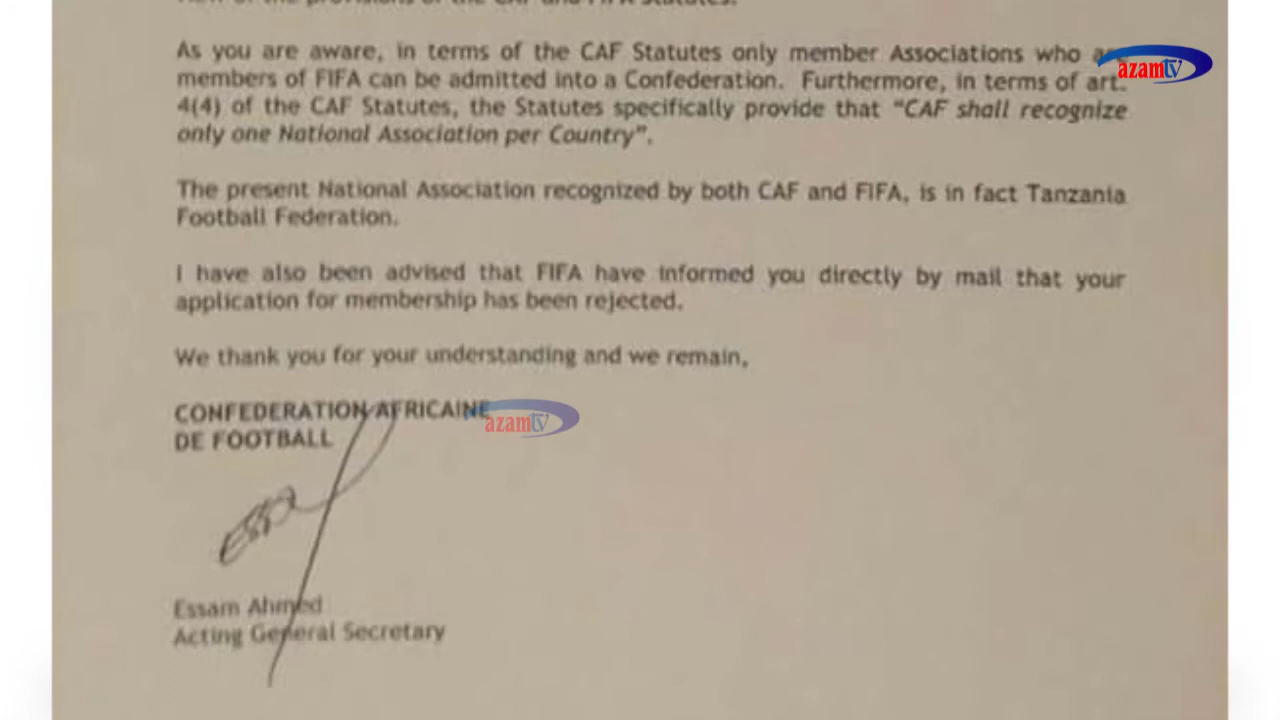 As you are aware, in terms of the CAF Statutes only member Associations who are
members of FIFA can be admitted into a Confederation. Furthermore, in terms of art.
4(4) of the CAF Statutes, the Statutes specifically provide that "CAF shall recognize
only one National Association per Country".
The present National Association recognized by both CAF and FIFA, is in fact Tanzania
Football Federation.
I have also been advised that FIFA have informed you directly by mail that your
application for membership has been rejected.
We thank you for your understanding and we remain,
CONFEDERATION AFRICAINE
DE FOOTBALL
Essam Ahmed
Acting General Secretary
azamtv
azamtv